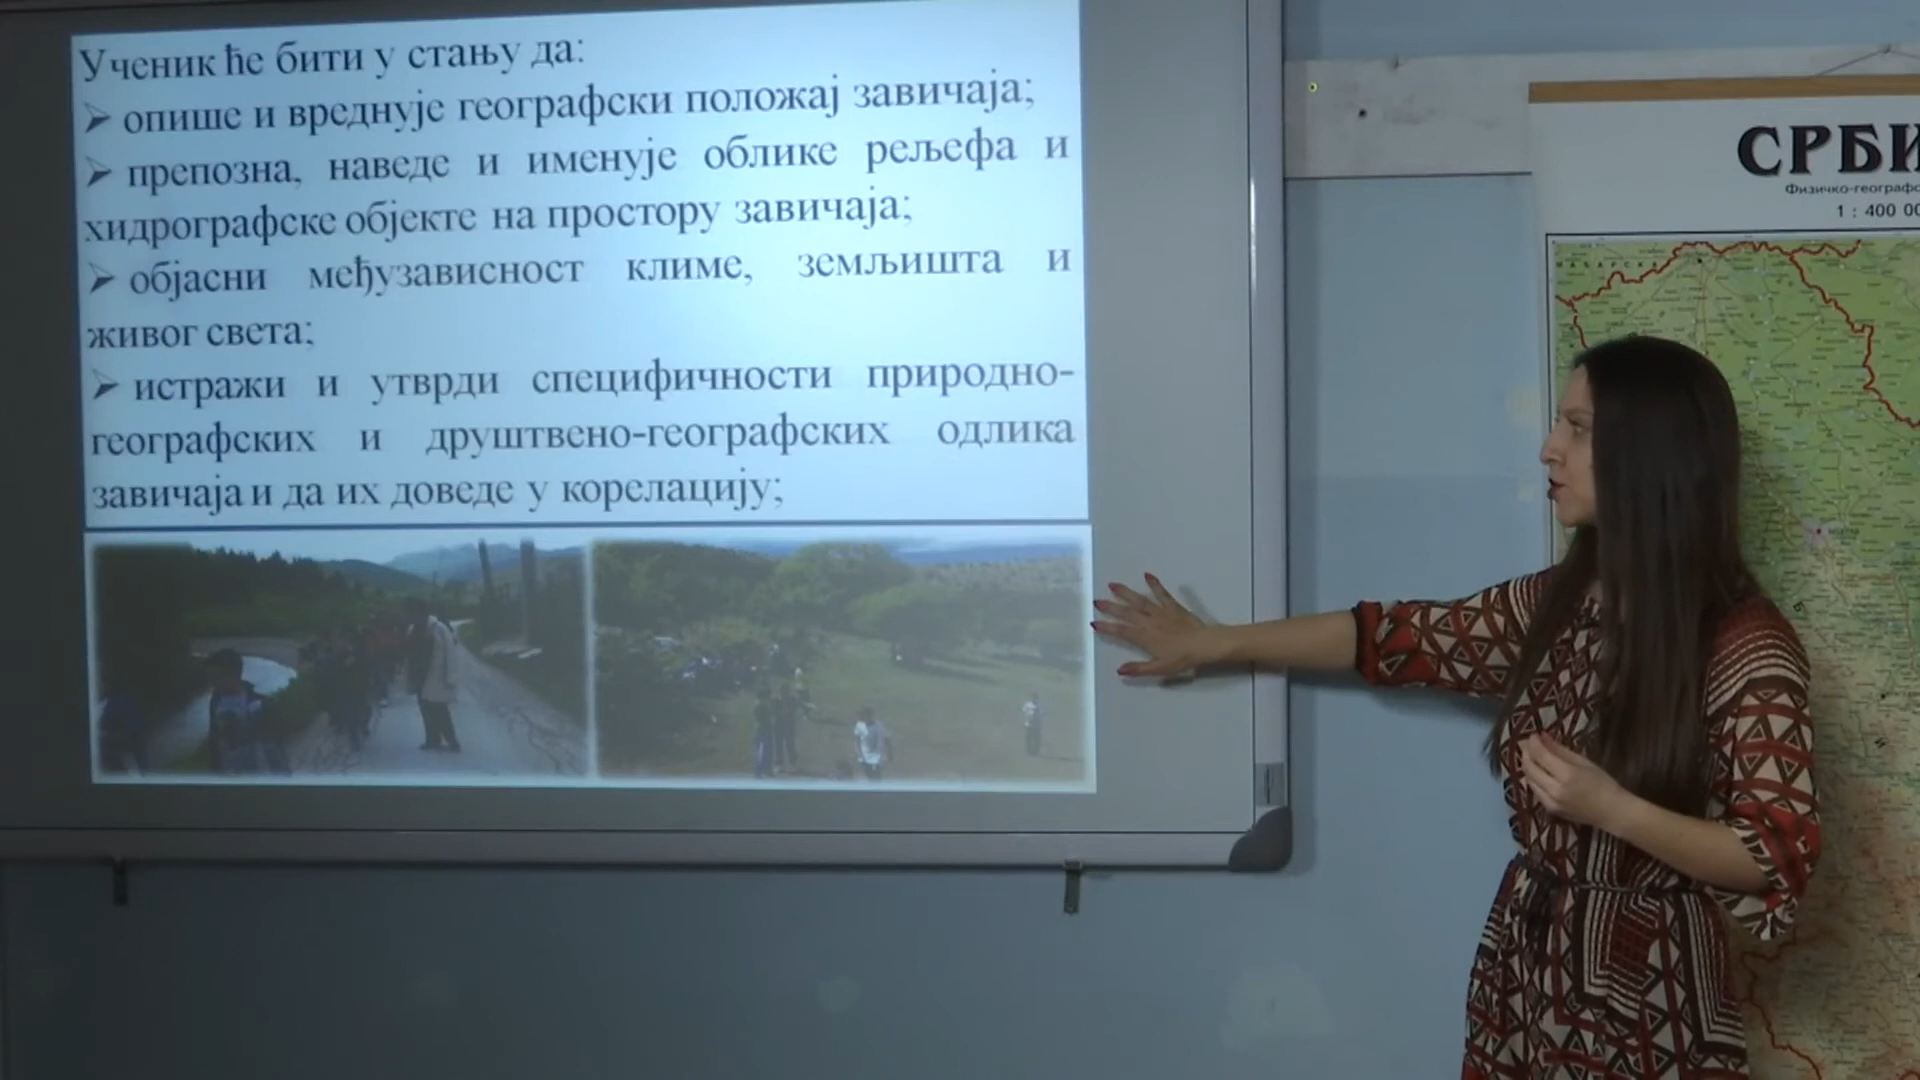 Ученик ће бити у стању да:
➢ опише и вреднује географски положај завичаја;
➢ препозна, наведе и именује облике рељефа и
хидрографске објекте на простору завичаја;
➢ објасни међузависност климе, земљишта и
живог света;
➢ истражи и утврди специфичности природно-
географских и друштвено-географских одлика
завичаја и да их доведе у корелацију;
СРБИ
Физичко-географс
1 : 400 00